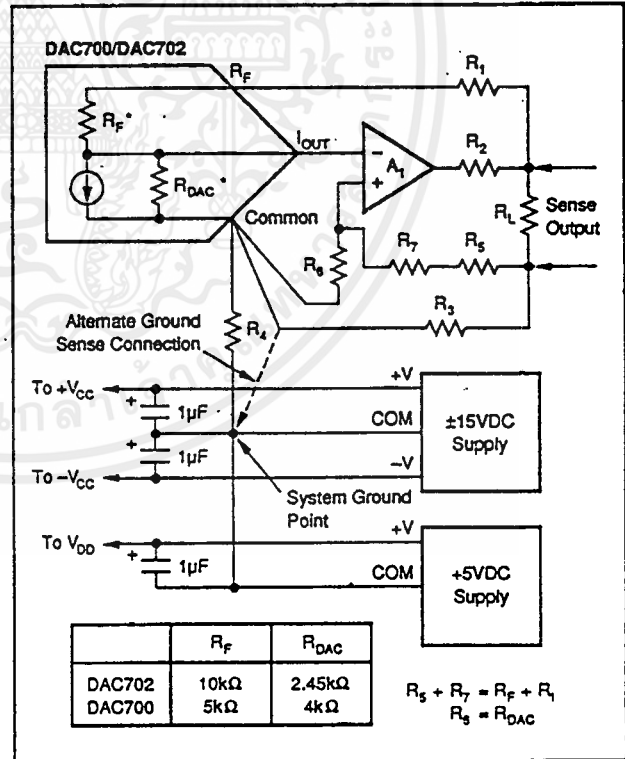 DAC700/DAC702
R_F
R_1
R_F*
I_OUT
−
A_1
+
R_2
R_DAC*
Common
R_L
Sense
Output
R_6
R_7
R_5
R_3
Alternate Ground
Sense Connection
R_4
To +V_CC
+V
+ 1µF
COM
±15VDC
Supply
+ 1µF
To −V_CC
−V
System Ground
Point
To V_DD
+V
+ 1µF
COM
+5VDC
Supply
R_F R_DAC
DAC702 10kΩ 2.45kΩ
DAC700 5kΩ 4kΩ
R_5 + R_7 = R_F + R_1
R_6 = R_DAC